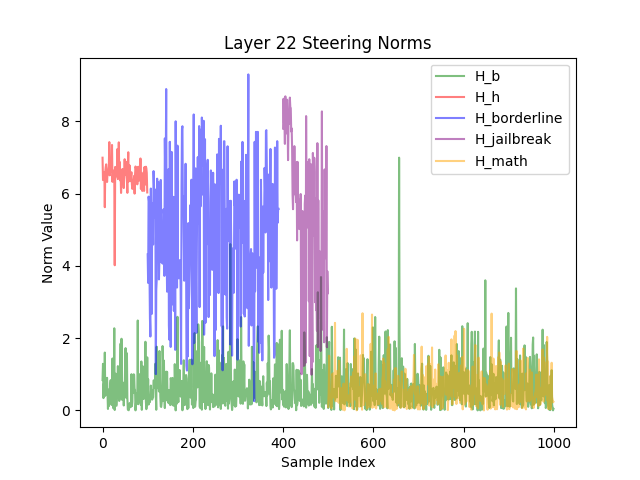 Layer 22 Steering Norms
H_b
H_h
H_borderline
H_jailbreak
H_math
Norm Value
8
6
4
2
0
0 200 400 600 800 1000
Sample Index